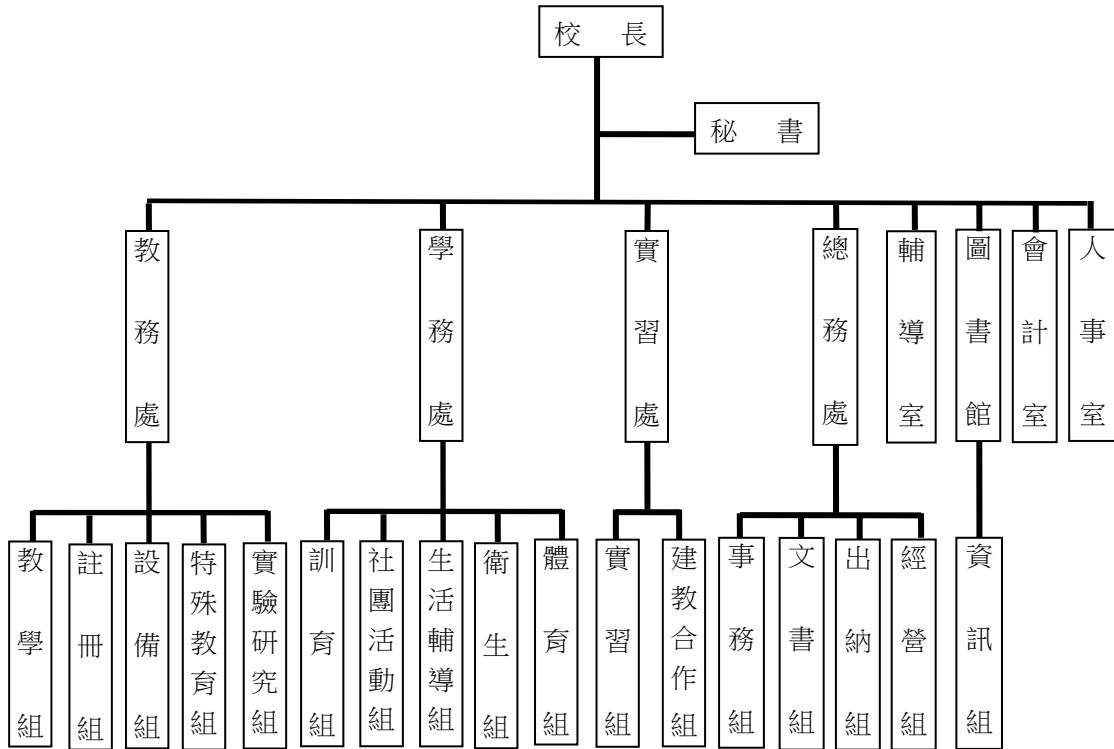 校 長
秘 書
教務處
學務處
實習處
總務處
輔導室
圖書館
會計室
人事室
教學組
註冊組
設備組
特殊教育組
實驗研究組
訓育組
社團活動組
生活輔導組
衛生組
體育組
實習組
建教合作組
事務組
文書組
出納組
經營組
資訊組